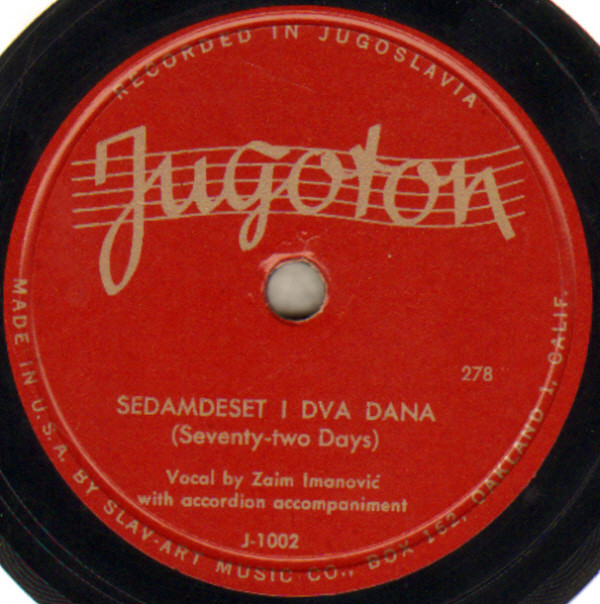 RECORDED IN JUGOSLAVIA
Jugoton
278
SEDAMDESET I DVA DANA
(Seventy-two Days)
Vocal by Zaim Imanović
with accordion accompaniment
J-1002
MADE IN U.S.A. BY SLAV-ART MUSIC CO., BOX 162, OAKLAND 1, CALIF.